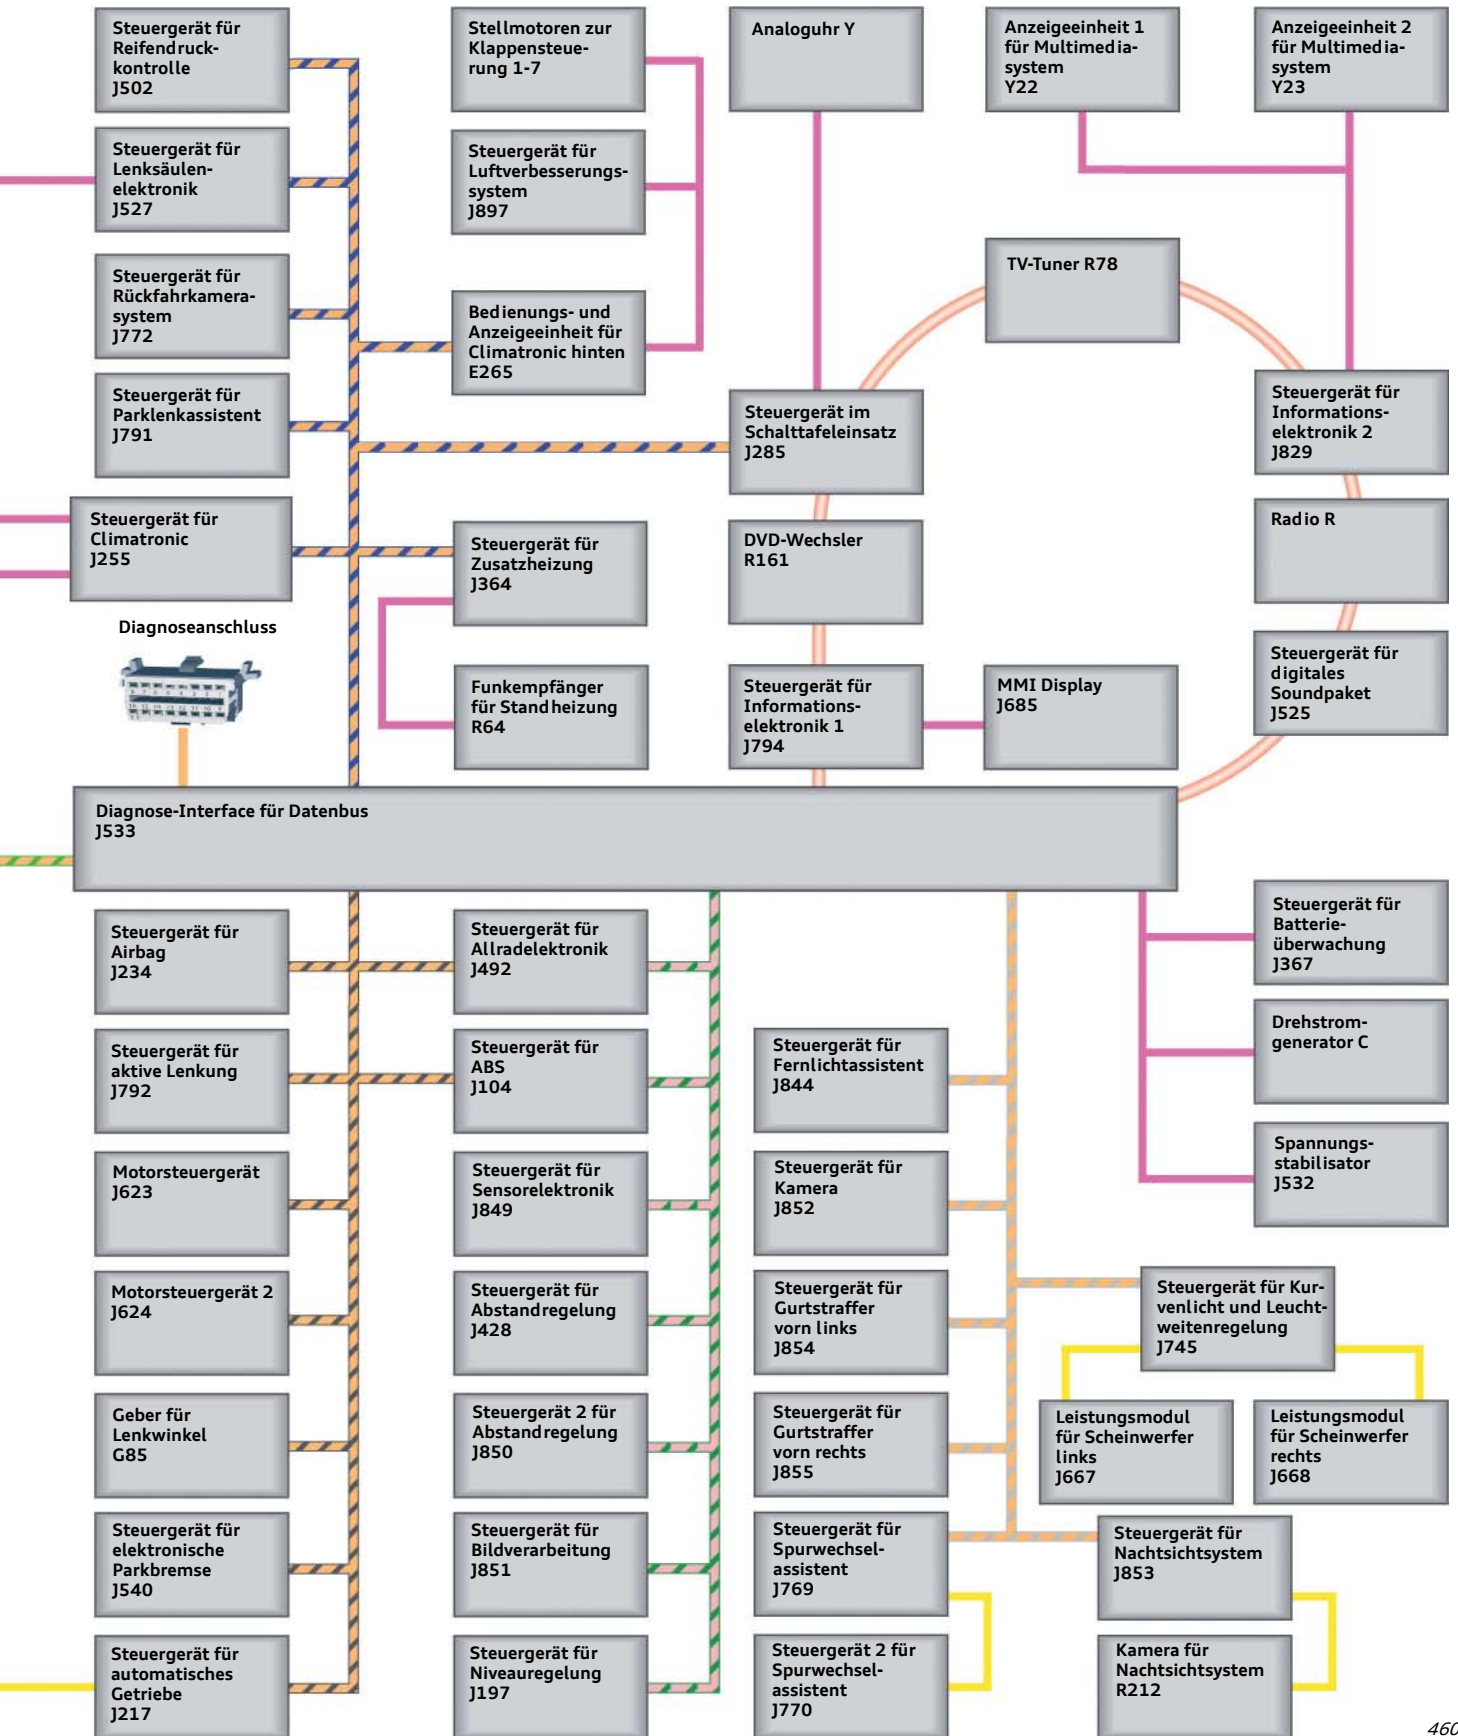 Steuergerät für
Reifendruck-
kontrolle
J502
Stellmotoren zur
Klappensteue-
rung 1-7
Analoguhr Y
Anzeigeeinheit 1
für Multimedia-
system
Y22
Anzeigeeinheit 2
für Multimedia-
system
Y23
Steuergerät für
Lenksäulen-
elektronik
J527
Steuergerät für
Luftverbesserungs-
system
J897
Steuergerät für
Rückfahrkamera-
system
J772
Bedienungs- und
Anzeigeeinheit für
Climatronic hinten
E265
TV-Tuner R78
Steuergerät für
Parklenkassistent
J791
Steuergerät im
Schalttafeleinsatz
J285
Steuergerät für
Informations-
elektronik 2
J829
Steuergerät für
Climatronic
J255
Steuergerät für
Zusatzheizung
J364
DVD-Wechsler
R161
Radio R
Diagnoseanschluss
Funkempfänger
für Standheizung
R64
Steuergerät für
Informations-
elektronik 1
J794
MMI Display
J685
Steuergerät für
digitales
Soundpaket
J525
Diagnose-Interface für Datenbus
J533
Steuergerät für
Airbag
J234
Steuergerät für
Allradelektronik
J492
Steuergerät für
Batterie-
überwachung
J367
Steuergerät für
aktive Lenkung
J792
Steuergerät für
ABS
J104
Steuergerät für
Fernlichtassistent
J844
Drehstrom-
generator C
Motorsteuergerät
J623
Steuergerät für
Sensorelektronik
J849
Steuergerät für
Kamera
J852
Spannungs-
stabilisator
J532
Motorsteuergerät 2
J624
Steuergerät für
Abstandregelung
J428
Steuergerät für
Gurtstraffer
vorn links
J854
Steuergerät für Kur-
venlicht und Leucht-
weitenregelung
J745
Geber für
Lenkwinkel
G85
Steuergerät 2 für
Abstandregelung
J850
Steuergerät für
Gurtstraffer
vorn rechts
J855
Leistungsmodul
für Scheinwerfer
links
J667
Leistungsmodul
für Scheinwerfer
rechts
J668
Steuergerät für
elektronische
Parkbremse
J540
Steuergerät für
Bildverarbeitung
J851
Steuergerät für
Spurwechsel-
assistent
J769
Steuergerät für
Nachtsichtsystem
J853
Steuergerät für
automatisches
Getriebe
J217
Steuergerät für
Niveauregelung
J197
Steuergerät 2 für
Spurwechsel-
assistent
J770
Kamera für
Nachtsichtsystem
R212
460